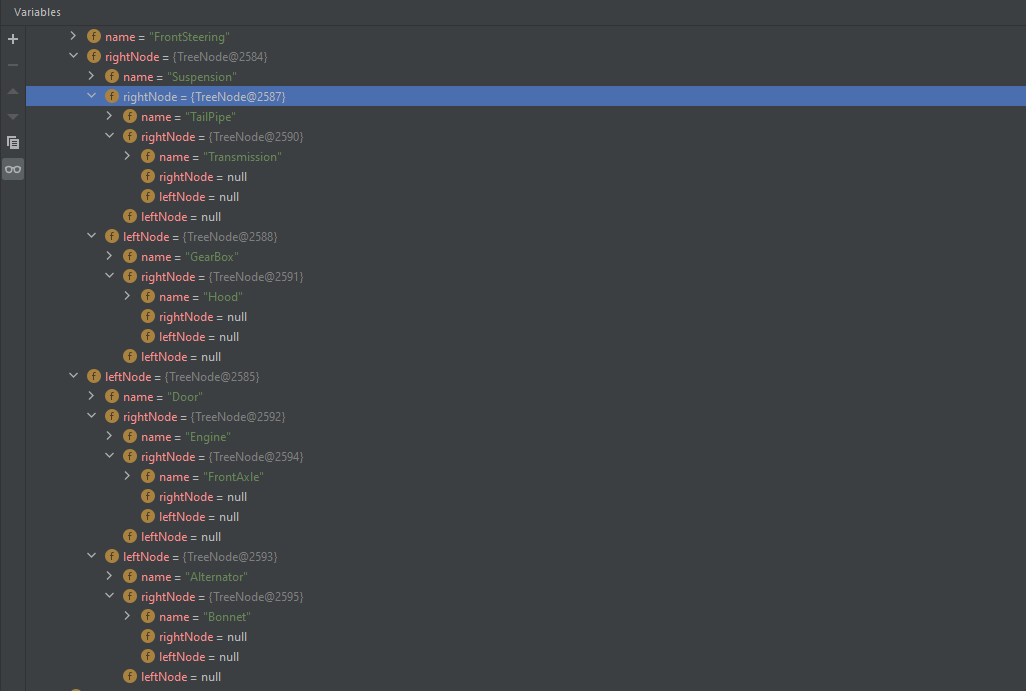 Variables
f name = "FrontSteering"
f rightNode = {TreeNode@2584}
f name = "Suspension"
f rightNode = {TreeNode@2587}
f name = "TailPipe"
f rightNode = {TreeNode@2590}
f name = "Transmission"
f rightNode = null
f leftNode = null
f leftNode = null
f leftNode = {TreeNode@2588}
f name = "GearBox"
f rightNode = {TreeNode@2591}
f name = "Hood"
f rightNode = null
f leftNode = null
f leftNode = null
f leftNode = {TreeNode@2585}
f name = "Door"
f rightNode = {TreeNode@2592}
f name = "Engine"
f rightNode = {TreeNode@2594}
f name = "FrontAxle"
f rightNode = null
f leftNode = null
f leftNode = null
f leftNode = {TreeNode@2593}
f name = "Alternator"
f rightNode = {TreeNode@2595}
f name = "Bonnet"
f rightNode = null
f leftNode = null
f leftNode = null